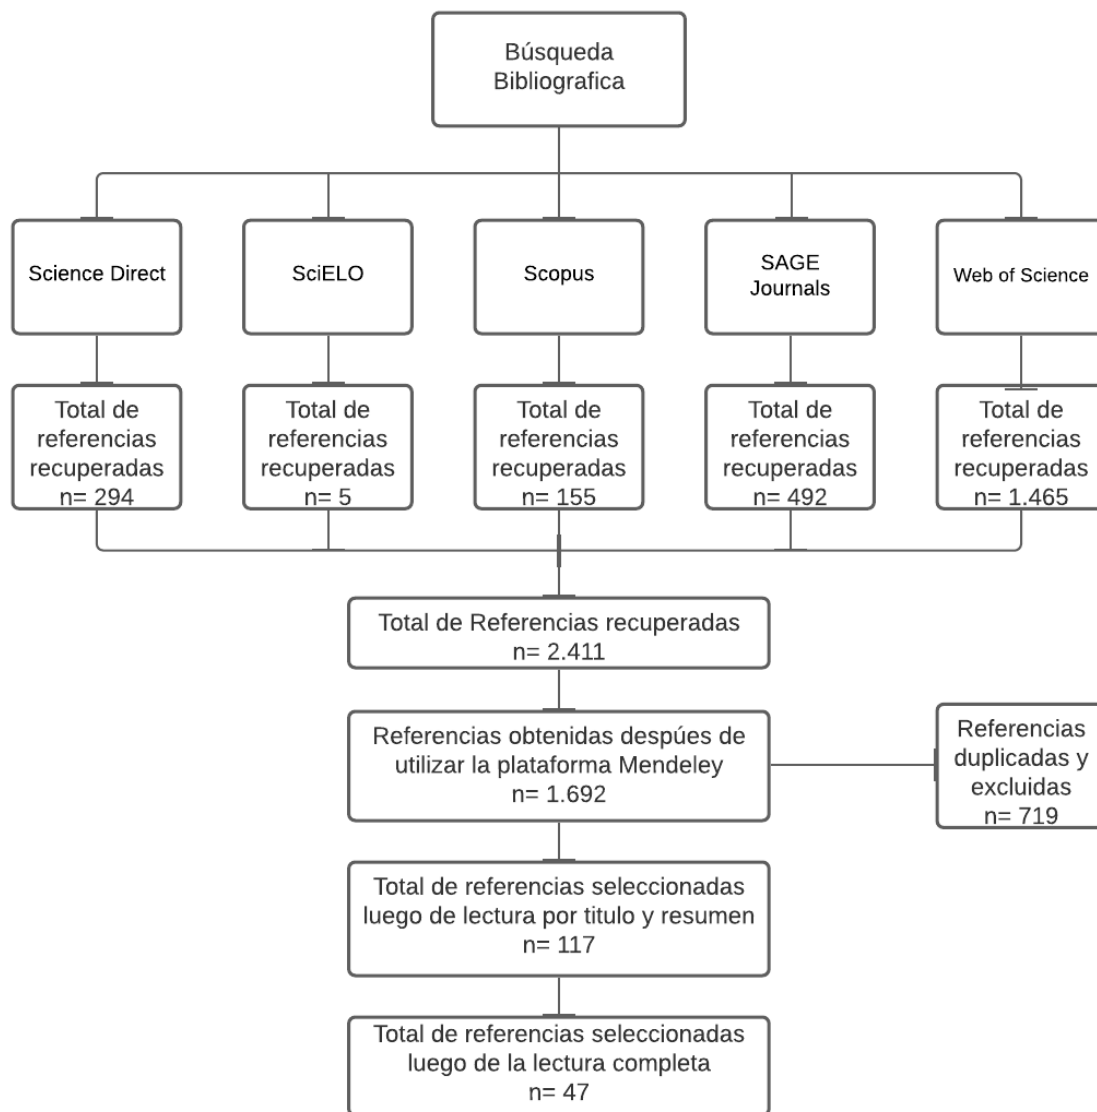 Búsqueda
Bibliografica
Science Direct
SciELO
Scopus
SAGE
Journals
Web of Science
Total de
referencias
recuperadas
n= 294
Total de
referencias
recuperadas
n= 5
Total de
referencias
recuperadas
n= 155
Total de
referencias
recuperadas
n= 492
Total de
referencias
recuperadas
n= 1.465
Total de Referencias recuperadas
n= 2.411
Referencias obtenidas despúes de
utilizar la plataforma Mendeley
n= 1.692
Referencias
duplicadas y
excluidas
n= 719
Total de referencias seleccionadas
luego de lectura por titulo y resumen
n= 117
Total de referencias seleccionadas
luego de la lectura completa
n= 47